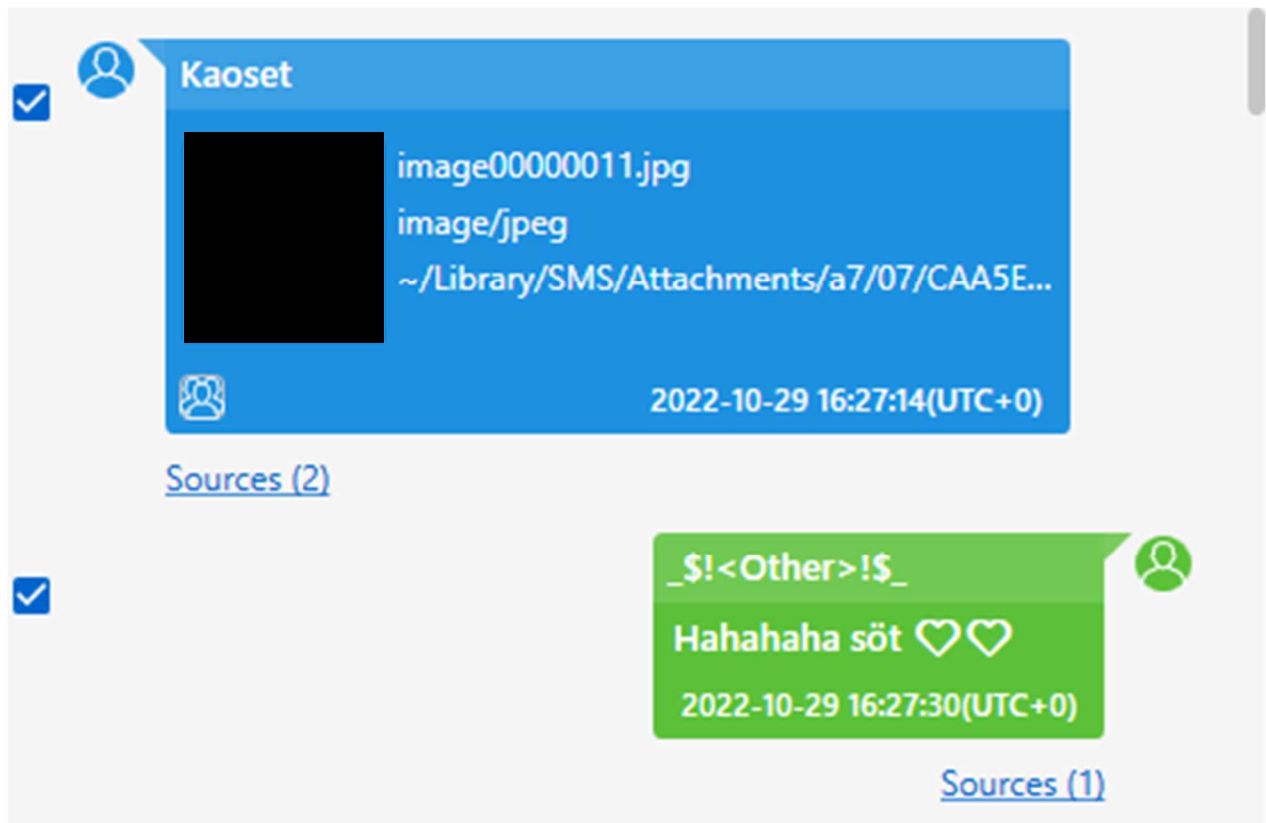 Kaoset
image00000011.jpg
image/jpeg
~/Library/SMS/Attachments/a7/07/CAA5E...
2022-10-29 16:27:14(UTC+0)
Sources (2)
_$!<Other>!$_
Hahahaha söt ♡♡
2022-10-29 16:27:30(UTC+0)
Sources (1)